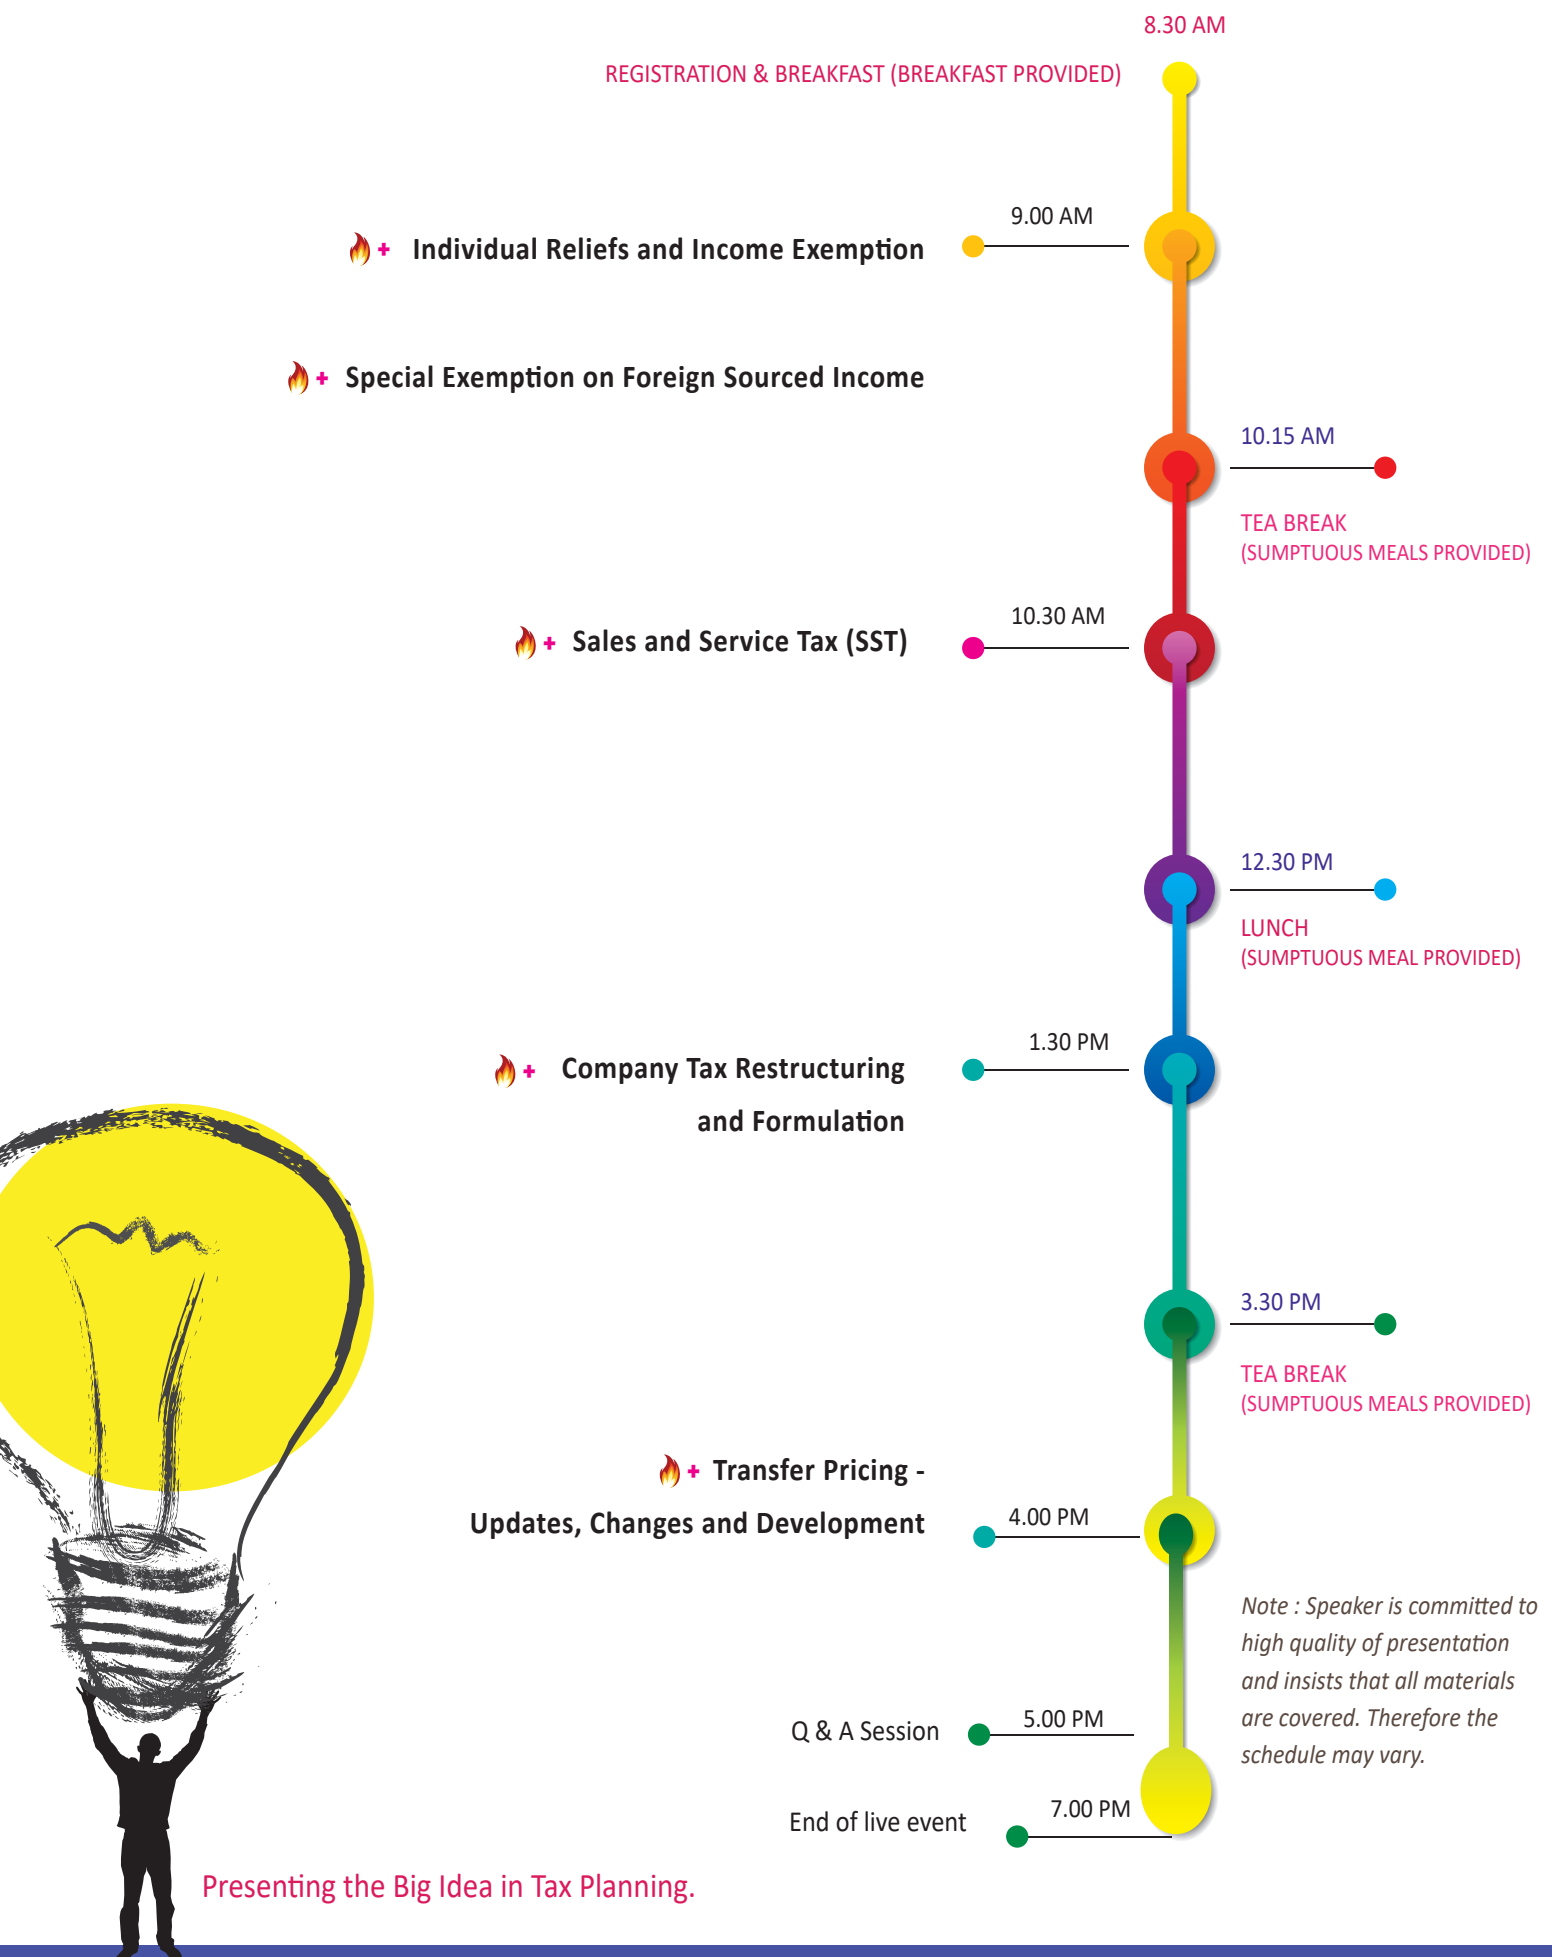 8.30 AM
REGISTRATION & BREAKFAST (BREAKFAST PROVIDED)
9.00 AM
+ Individual Reliefs and Income Exemption
+ Special Exemption on Foreign Sourced Income
10.15 AM
TEA BREAK
(SUMPTUOUS MEALS PROVIDED)
10.30 AM
+ Sales and Service Tax (SST)
12.30 PM
LUNCH
(SUMPTUOUS MEAL PROVIDED)
1.30 PM
+ Company Tax Restructuring
and Formulation
3.30 PM
TEA BREAK
(SUMPTUOUS MEALS PROVIDED)
+ Transfer Pricing -
Updates, Changes and Development
4.00 PM
Note : Speaker is committed to
high quality of presentation
and insists that all materials
are covered. Therefore the
schedule may vary.
5.00 PM
Q & A Session
7.00 PM
End of live event
Presenting the Big Idea in Tax Planning.